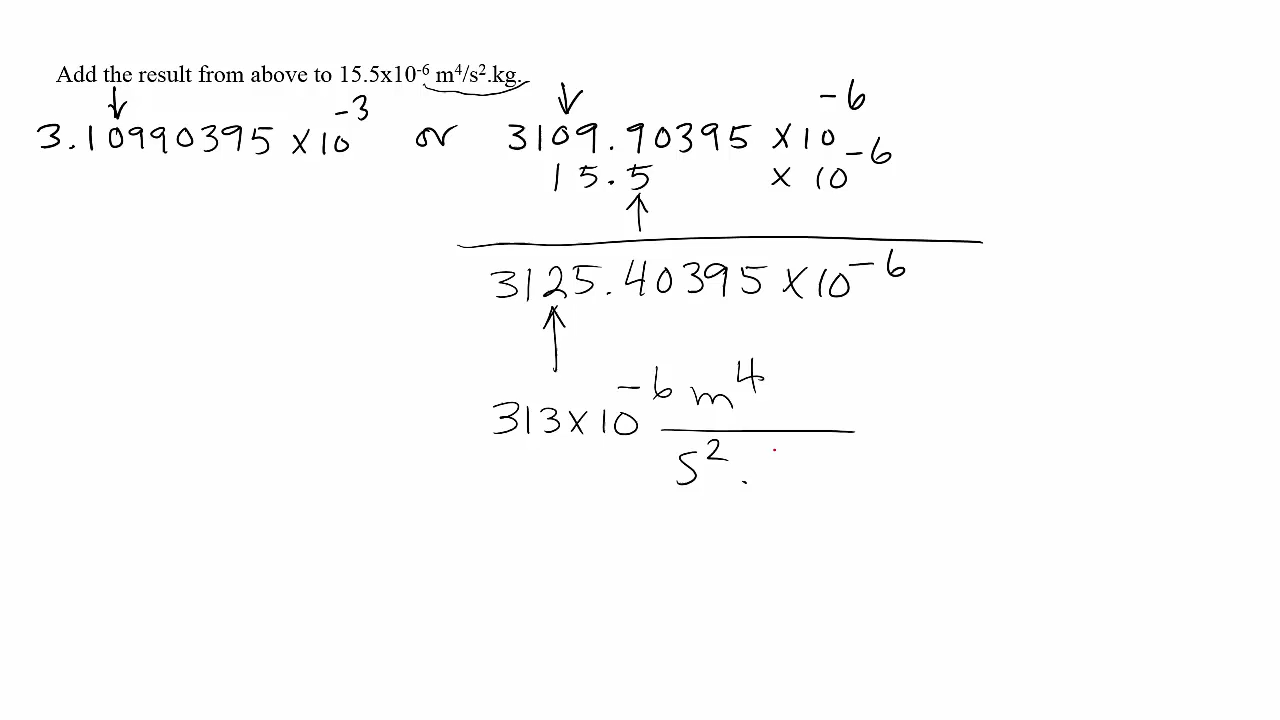 Add the result from above to 15.5x10⁻⁶ m⁴/s².kg.
3.10990395 x10⁻³ or 3109.90395 x10⁻⁶
15.5 x 10⁻⁶
3125.40395 x10⁻⁶
313x10⁻⁶ m⁴
s² .